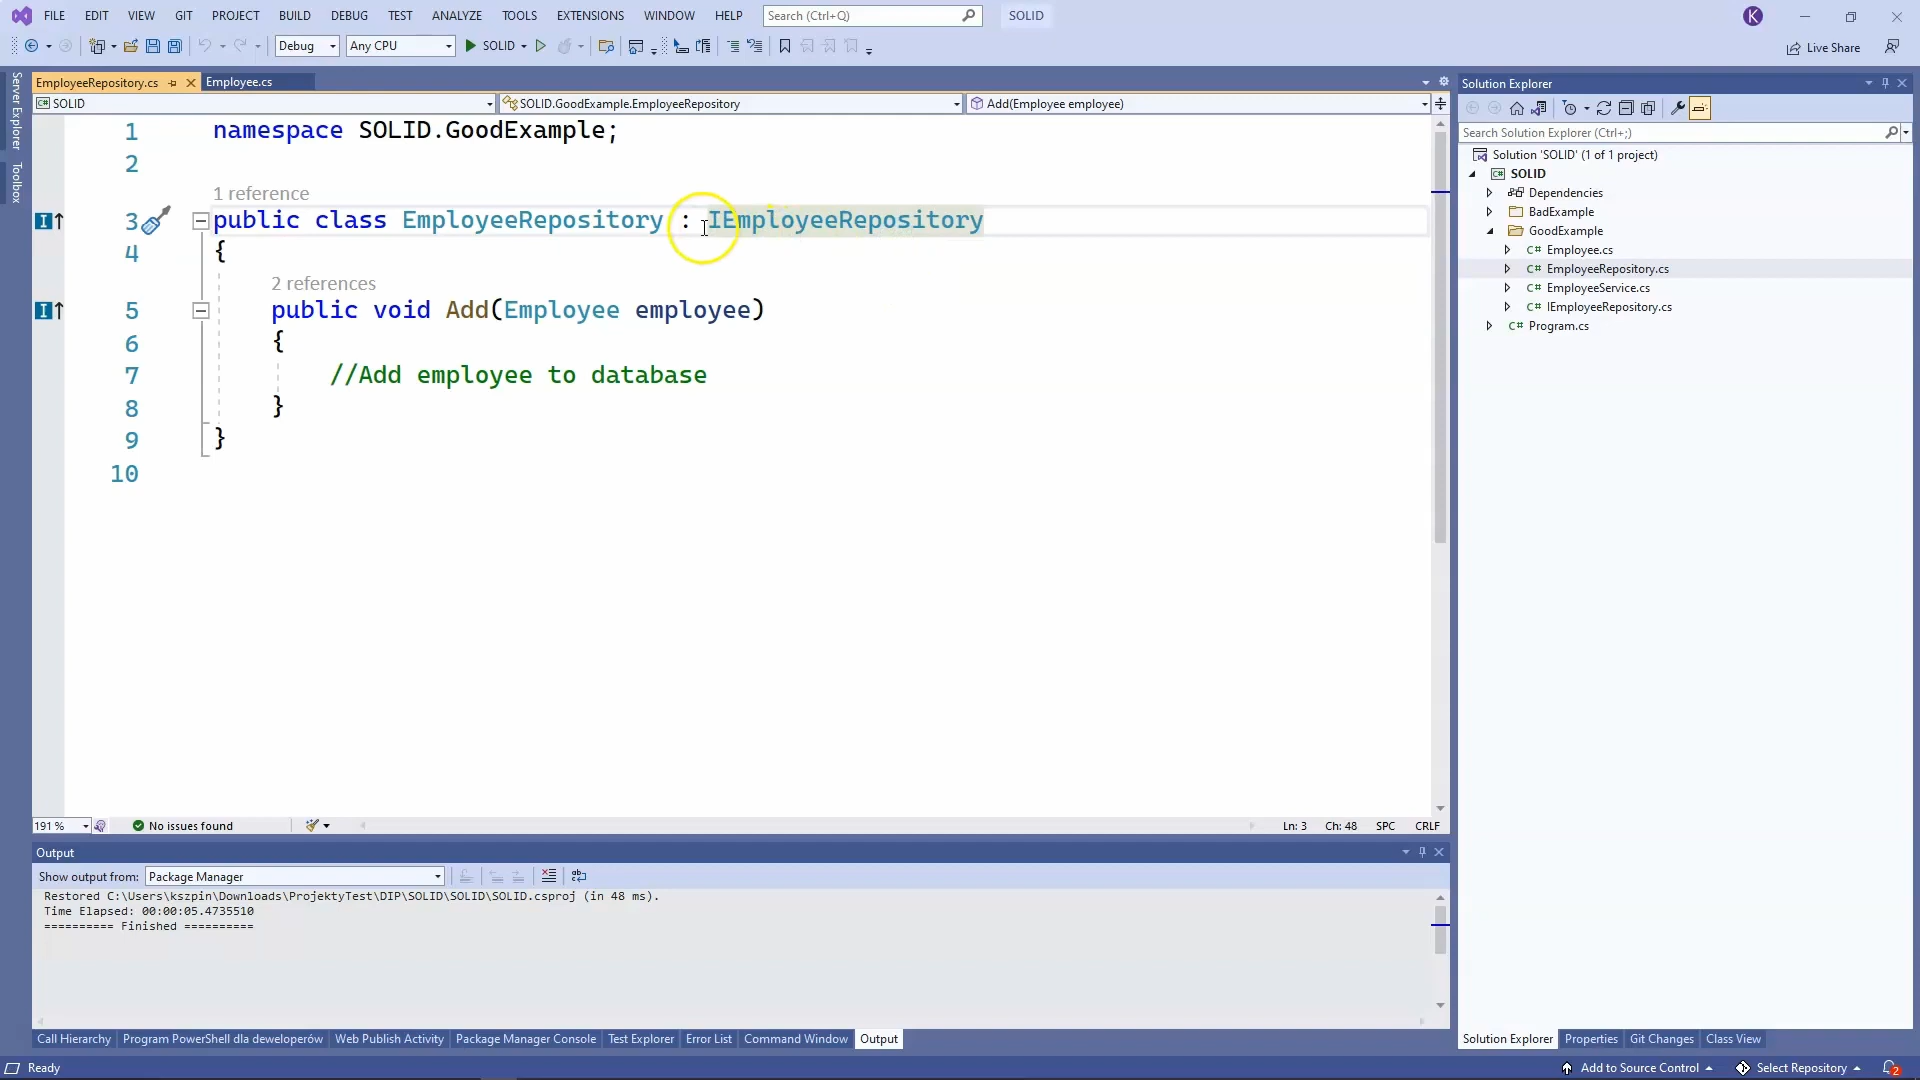 FILE EDIT VIEW GIT PROJECT BUILD DEBUG TEST ANALYZE TOOLS EXTENSIONS WINDOW HELP Search (Ctrl+Q) SOLID K
Debug Any CPU SOLID Live Share
Server Explorer
Toolbox
EmployeeRepository.cs Employee.cs
C# SOLID SOLID.GoodExample.EmployeeRepository Add(Employee employee)
1 namespace SOLID.GoodExample;
2
1 reference
3 public class EmployeeRepository : IEmployeeRepository
4 {
2 references
5 public void Add(Employee employee)
6 {
7 //Add employee to database
8 }
9 }
10
191 % No issues found Ln: 3 Ch: 48 SPC CRLF
Output
Show output from: Package Manager
Restored C:\Users\kszpin\Downloads\ProjektyTest\DIP\SOLID\SOLID\SOLID.csproj (in 48 ms).
Time Elapsed: 00:00:05.4735510
========== Finished ==========
Call Hierarchy Program PowerShell dla deweloperów Web Publish Activity Package Manager Console Test Explorer Error List Command Window Output
Solution Explorer
Search Solution Explorer (Ctrl+;)
Solution 'SOLID' (1 of 1 project)
C# SOLID
Dependencies
BadExample
GoodExample
C# Employee.cs
C# EmployeeRepository.cs
C# EmployeeService.cs
C# IEmployeeRepository.cs
C# Program.cs
Solution Explorer Properties Git Changes Class View
Ready Add to Source Control Select Repository 2